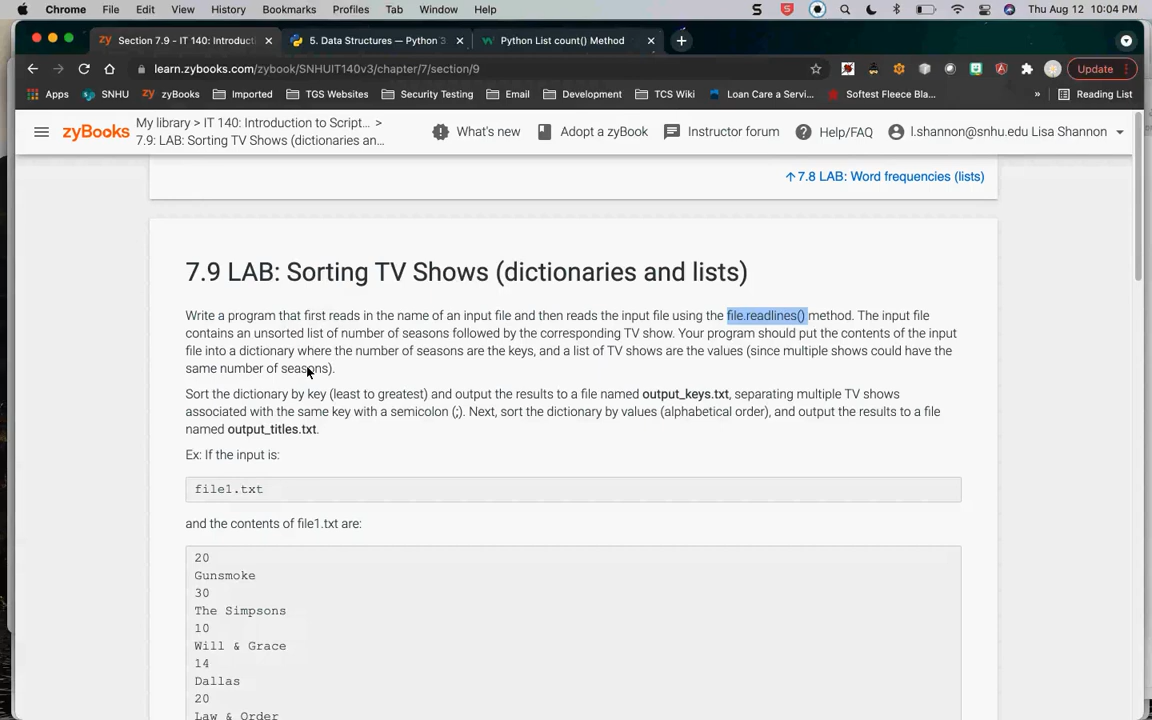 Chrome File Edit View History Bookmarks Profiles Tab Window Help Thu Aug 12 10:04 PM
Section 7.9 - IT 140: Introducti 5. Data Structures — Python 3 Python List count() Method
learn.zybooks.com/zybook/SNHUIT140v3/chapter/7/section/9 Update
Apps SNHU zyBooks Imported TGS Websites Security Testing Email Development TCS Wiki Loan Care a Servi... Softest Fleece Bla... » Reading List
zyBooks My library > IT 140: Introduction to Script... > What's new Adopt a zyBook Instructor forum Help/FAQ l.shannon@snhu.edu Lisa Shannon
7.9: LAB: Sorting TV Shows (dictionaries an...
↑ 7.8 LAB: Word frequencies (lists)
7.9 LAB: Sorting TV Shows (dictionaries and lists)
Write a program that first reads in the name of an input file and then reads the input file using the file.readlines() method. The input file
contains an unsorted list of number of seasons followed by the corresponding TV show. Your program should put the contents of the input
file into a dictionary where the number of seasons are the keys, and a list of TV shows are the values (since multiple shows could have the
same number of seasons).
Sort the dictionary by key (least to greatest) and output the results to a file named output_keys.txt, separating multiple TV shows
associated with the same key with a semicolon (;). Next, sort the dictionary by values (alphabetical order), and output the results to a file
named output_titles.txt.
Ex: If the input is:
file1.txt
and the contents of file1.txt are:
20
Gunsmoke
30
The Simpsons
10
Will & Grace
14
Dallas
20
Law & Order